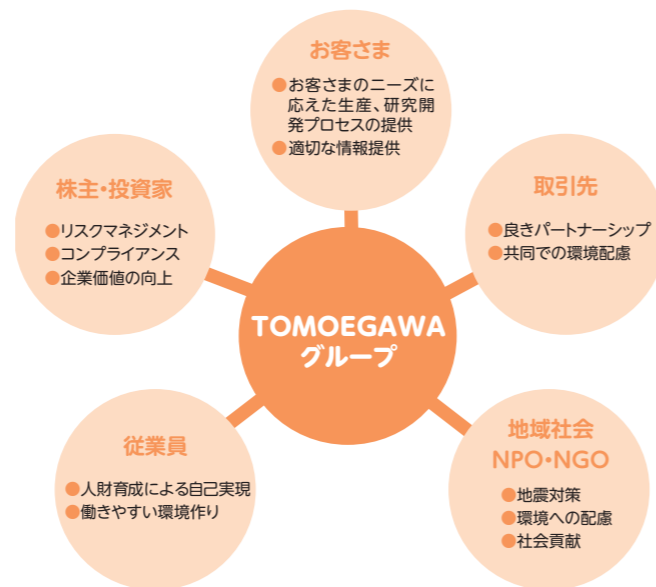 お客さま
●お客さまのニーズに
応えた生産、研究開
発プロセスの提供
●適切な情報提供
株主・投資家
●リスクマネジメント
●コンプライアンス
●企業価値の向上
取引先
●良きパートナーシップ
●共同での環境配慮
TOMOEGAWA
グループ
従業員
●人財育成による自己実現
●働きやすい環境作り
地域社会
NPO・NGO
●地震対策
●環境への配慮
●社会貢献